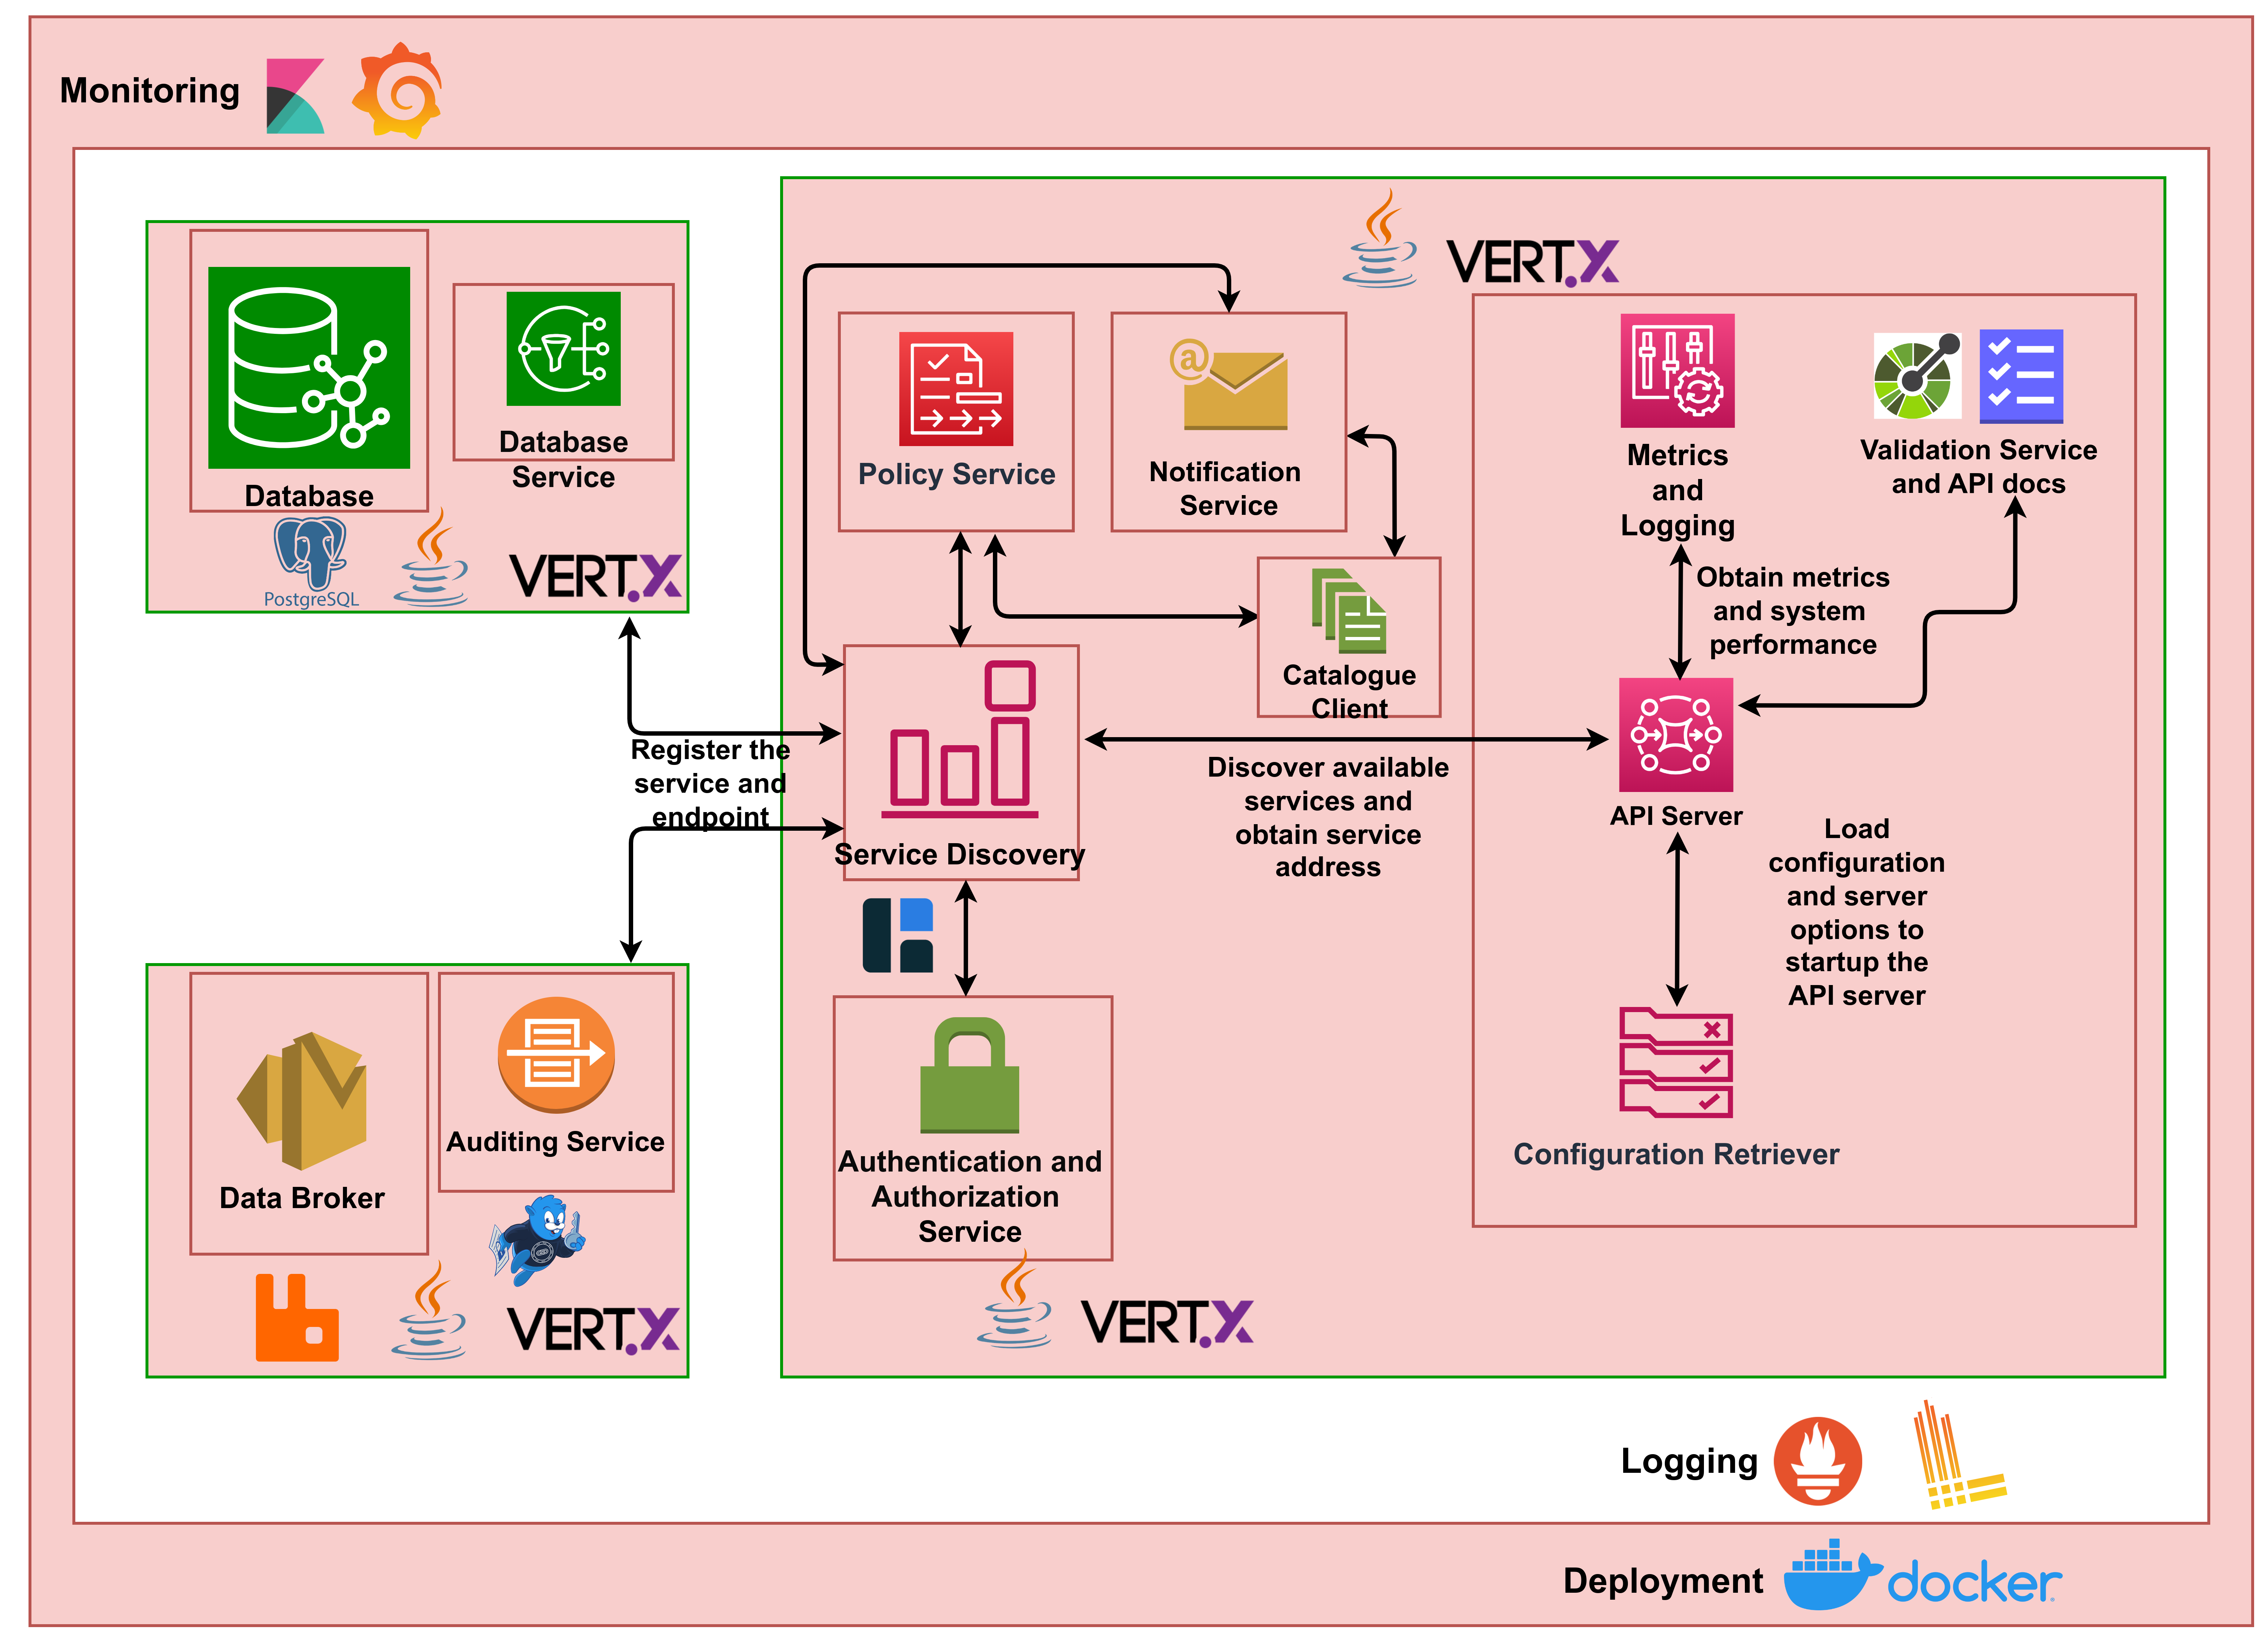 Monitoring
VERT.X
Database
Database
Service
PostgreSQL
VERT.X
Policy Service
@
Notification
Service
Catalogue
Client
Metrics
and
Logging
Validation Service
and API docs
Obtain metrics
and system
performance
Register the
service and
endpoint
Service Discovery
Discover available
services and
obtain service
address
API Server
Load
configuration
and server
options to
startup the
API server
Configuration Retriever
Data Broker
Auditing Service
VERT.X
Authentication and
Authorization
Service
VERT.X
Logging
Deployment
docker